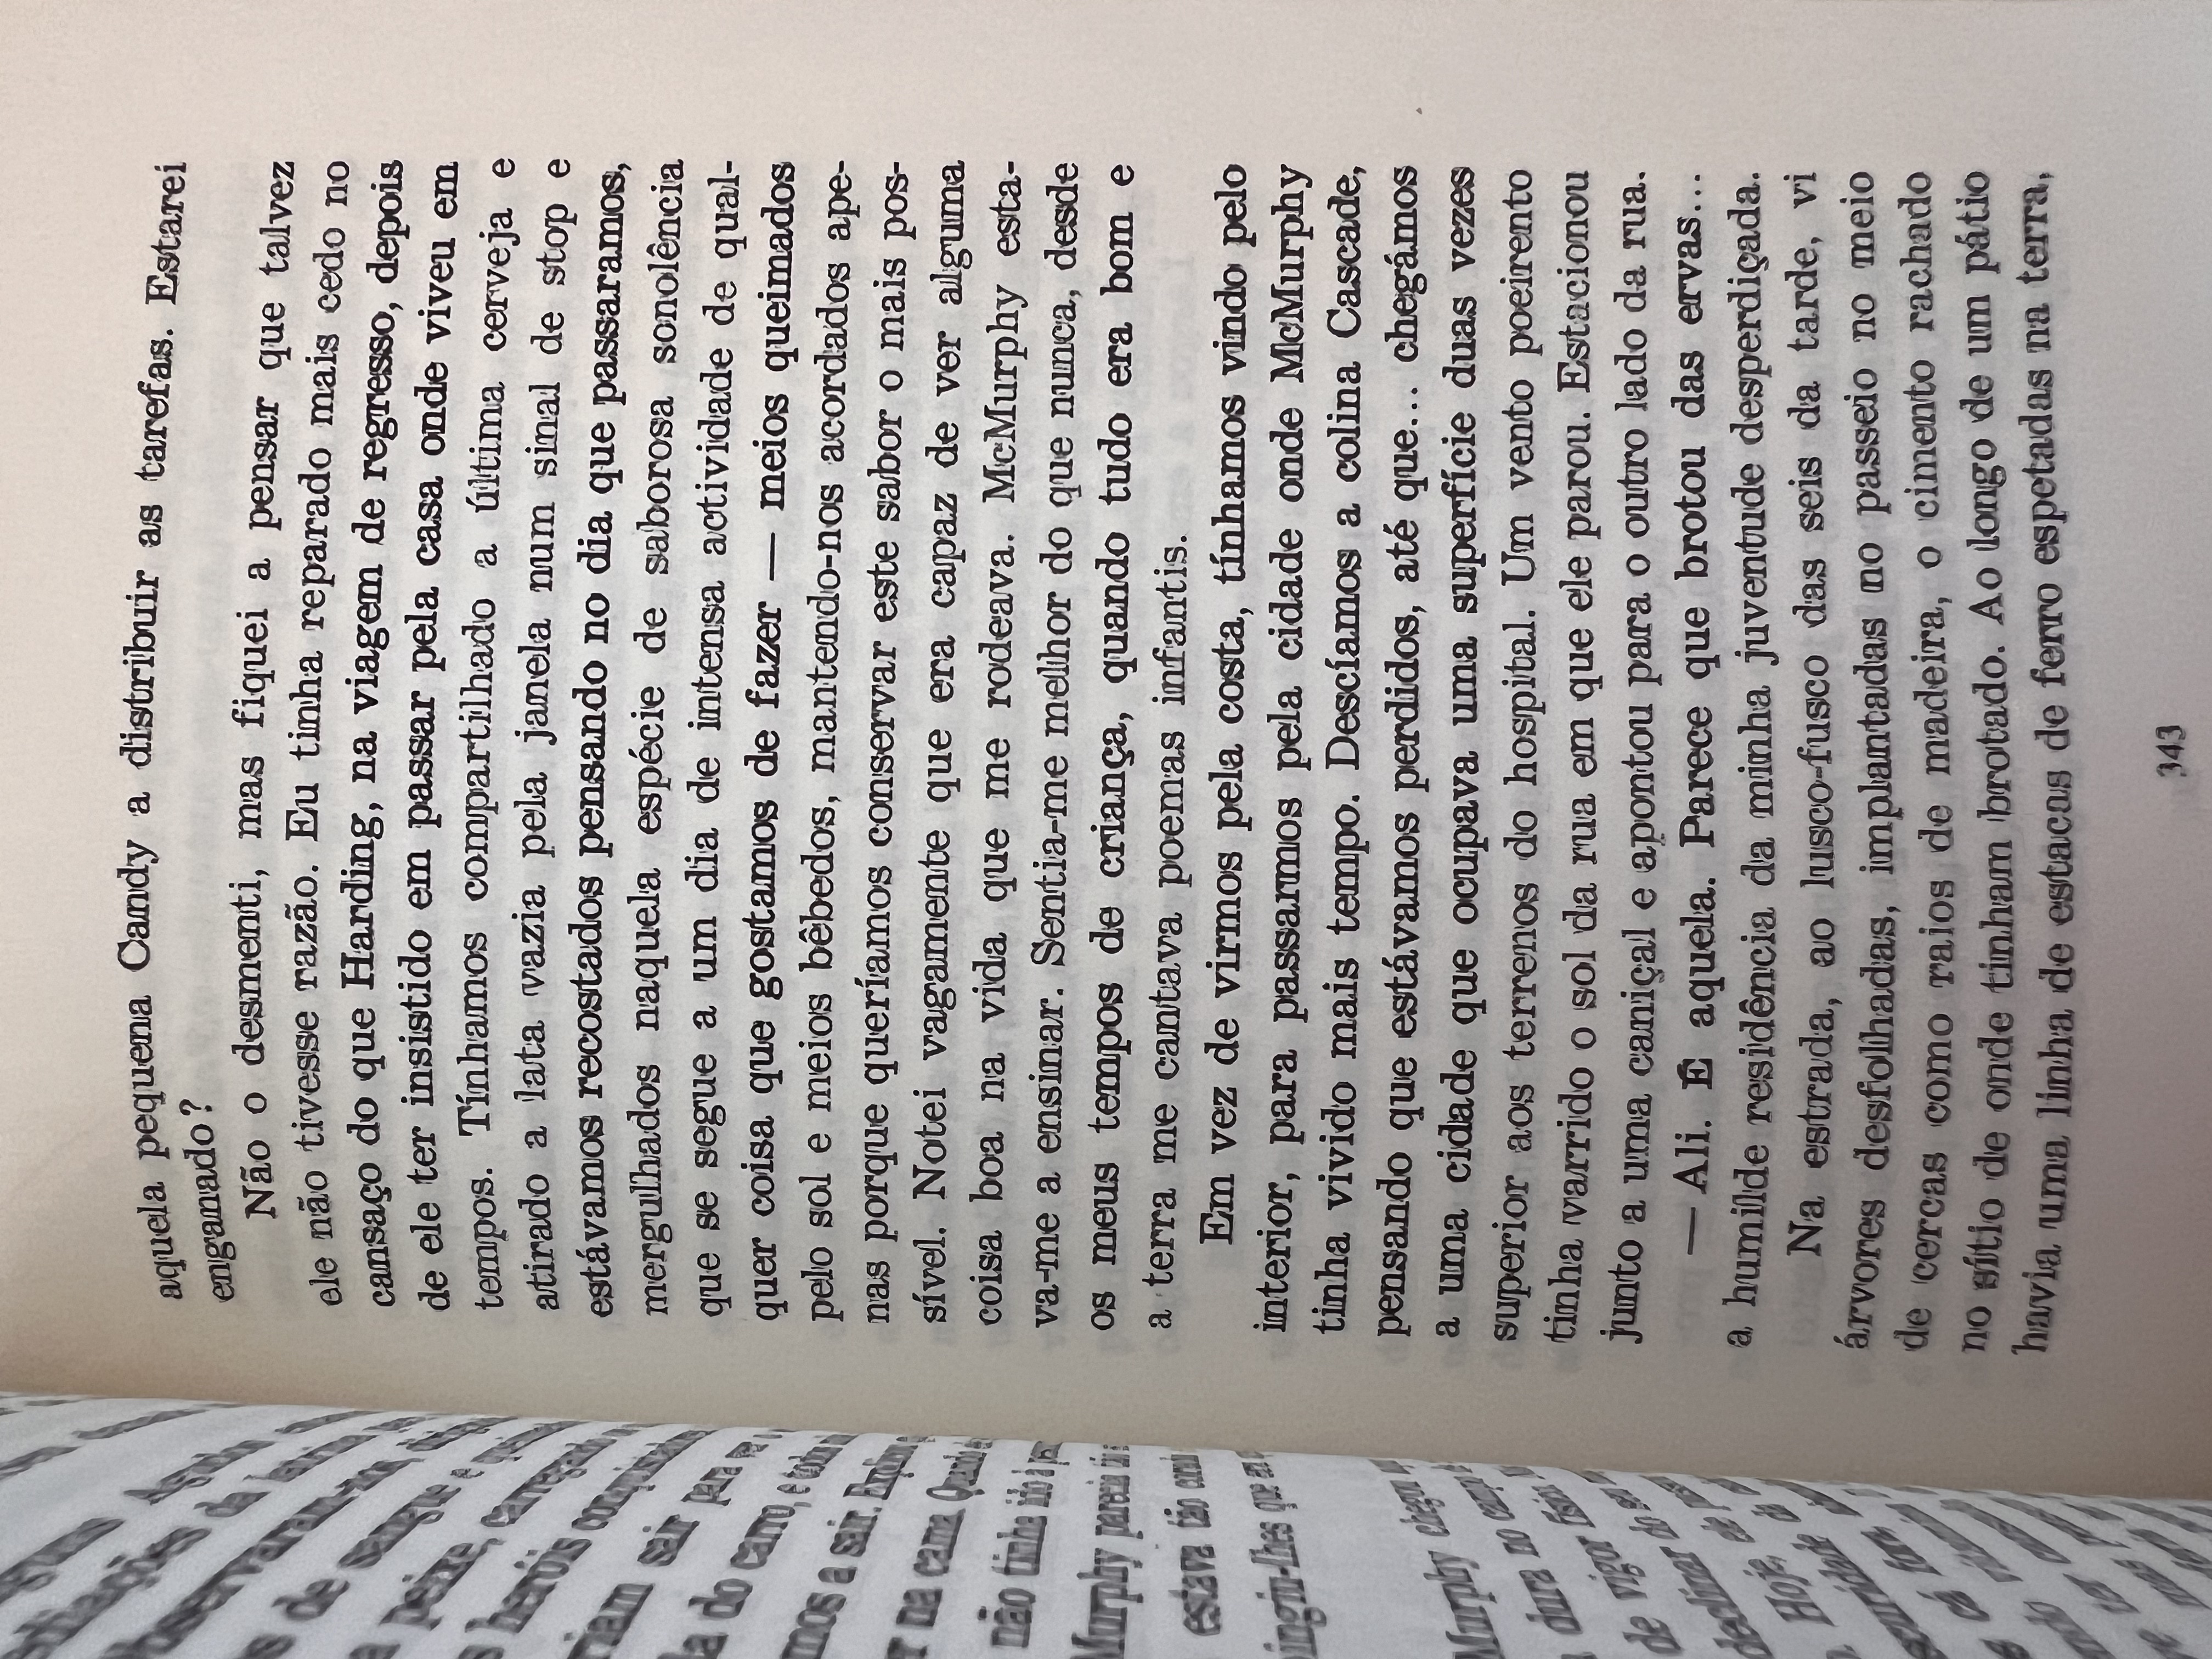 aquela pequena Candy a distribuir as tarefas. Estarei
enganado?
Não o desmenti, mas fiquei a pensar que talvez
ele não tivesse razão. Eu tinha reparado mais cedo no
cansaço do que Harding, na viagem de regresso, depois
de ele ter insistido em passar pela casa onde viveu em
tempos. Tínhamos compartilhado a última cerveja e
atirado a lata vazia pela janela num sinal de stop e
estávamos recostados pensando no dia que passaramos,
mergulhados naquela espécie de saborosa sonolência
que se segue a um dia de intensa actividade de qual-
quer coisa que gostamos de fazer — meios queimados
pelo sol e meios bêbedos, mantendo-nos acordados ape-
nas porque queríamos conservar este sabor o mais pos-
sível. Notei vagamente que era capaz de ver alguma
coisa boa na vida que me rodeava. McMurphy esta-
va-me a ensinar. Sentia-me melhor do que nunca, desde
os meus tempos de criança, quando tudo era bom e
a terra me cantava poemas infantis.
Em vez de virmos pela costa, tínhamos vindo pelo
interior, para passarmos pela cidade onde McMurphy
tinha vivido mais tempo. Descíamos a colina Cascade,
pensando que estávamos perdidos, até que... chegámos
a uma cidade que ocupava uma superfície duas vezes
superior aos terrenos do hospital. Um vento poeirento
tinha varrido o sol da rua em que ele parou. Estacionou
junto a uma caniçal e apontou para o outro lado da rua.
— Ali. É aquela. Parece que brotou das ervas...
a humilde residência da minha juventude desperdiçada.
Na estrada, ao lusco-fusco das seis da tarde, vi
árvores desfolhadas, implantadas no passeio no meio
de cercas como raios de madeira, o cimento rachado
no sítio de onde tinham brotado. Ao longo de um pátio
havia uma linha de estacas de ferro espetadas na terra,
343